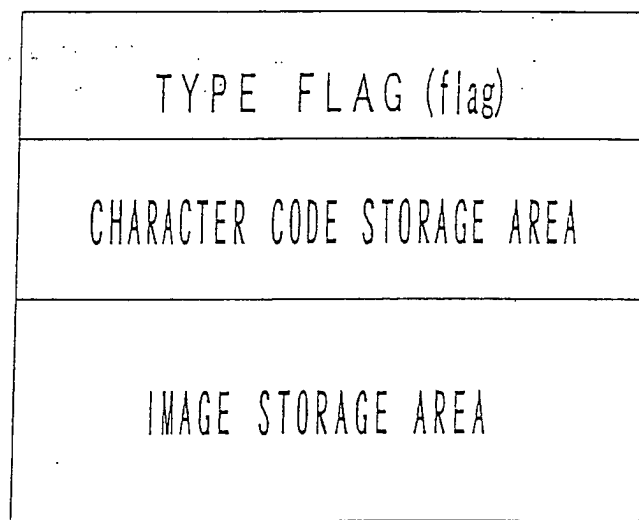 TYPE FLAG (flag)
CHARACTER CODE STORAGE AREA
IMAGE STORAGE AREA